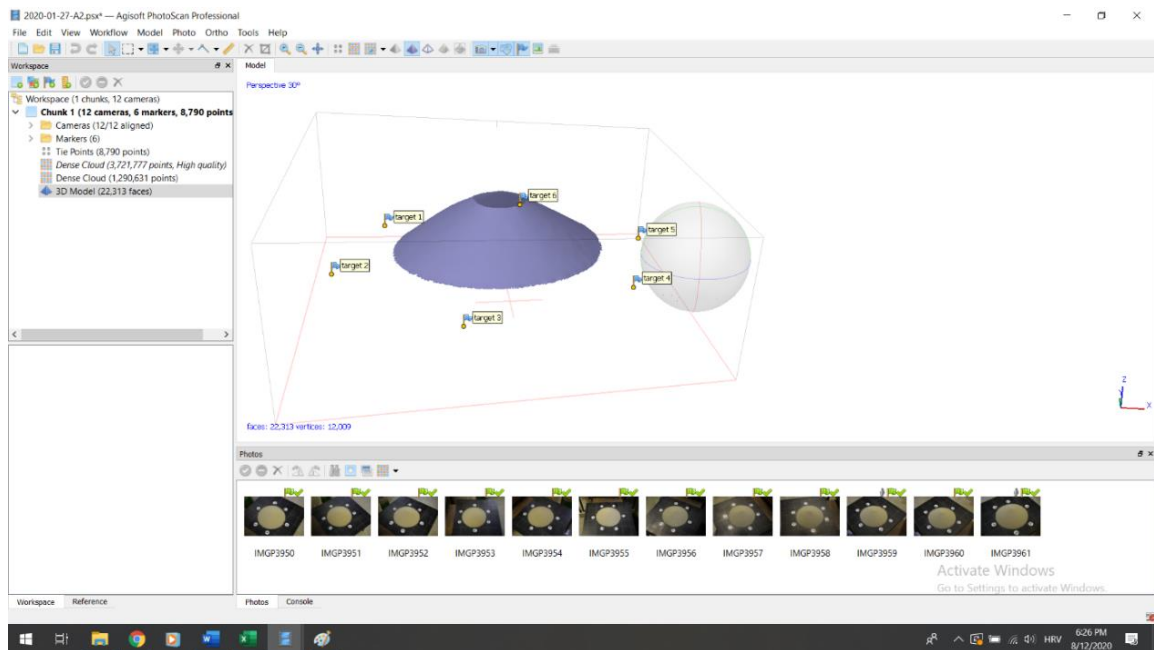 2020-01-27-A2.psx* — Agisoft PhotoScan Professional
File Edit View Workflow Model Photo Ortho Tools Help
Workspace
Model
Workspace (1 chunks, 12 cameras)
Chunk 1 (12 cameras, 6 markers, 8,790 points
Cameras (12/12 aligned)
Markers (6)
Tie Points (8,790 points)
Dense Cloud (3,721,777 points, High quality)
Dense Cloud (1,290,631 points)
3D Model (22,313 faces)
Perspective 30°
target 6
target 1
target 5
target 2
target 4
target 3
Z
X
faces: 22,313 vertices: 12,009
Photos
IMGP3950 IMGP3951 IMGP3952 IMGP3953 IMGP3954 IMGP3955 IMGP3956 IMGP3957 IMGP3958 IMGP3959 IMGP3960 IMGP3961
Activate Windows
Go to Settings to activate Windows.
Workspace Reference
Photos Console
HRV
6:26 PM
8/12/2020